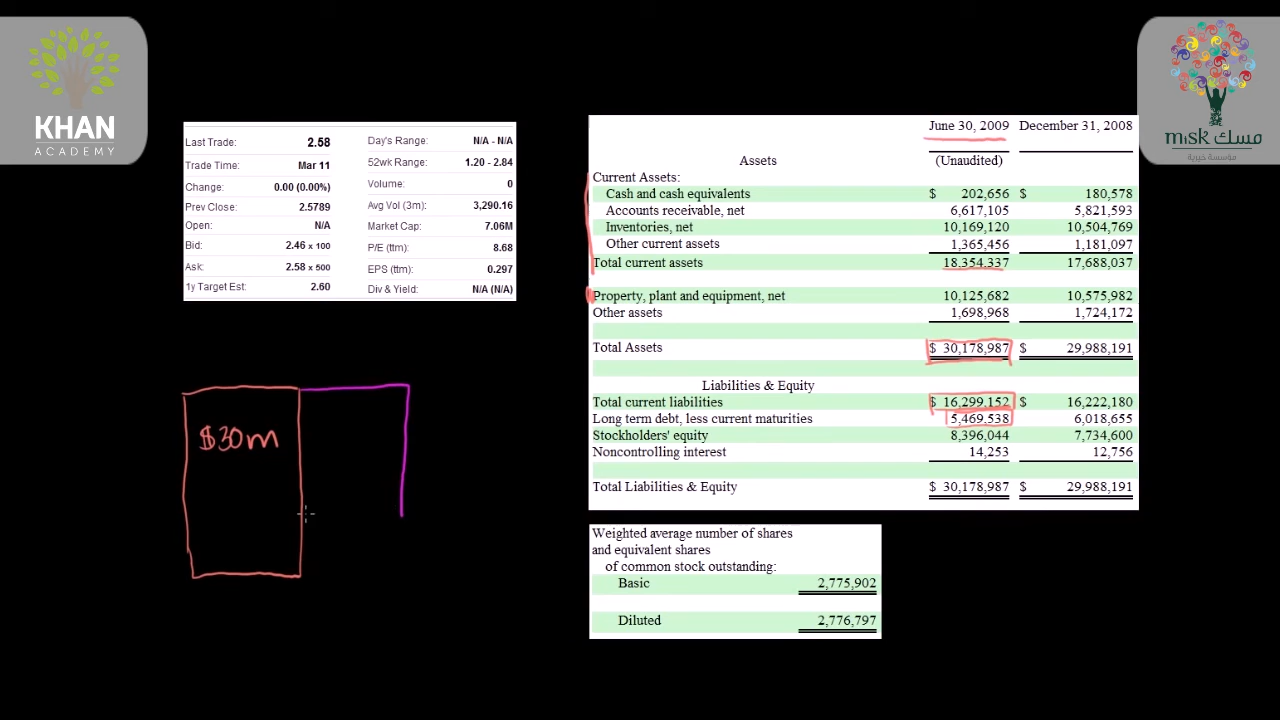 KHAN
ACADEMY
misk مسك
مؤسسة خيرية
Last Trade: 2.58
Trade Time: Mar 11
Change: 0.00 (0.00%)
Prev Close: 2.5789
Open: N/A
Bid: 2.46 x 100
Ask: 2.58 x 500
1y Target Est: 2.60
Day's Range: N/A - N/A
52wk Range: 1.20 - 2.84
Volume: 0
Avg Vol (3m): 3,290.16
Market Cap: 7.06M
P/E (ttm): 8.68
EPS (ttm): 0.297
Div & Yield: N/A (N/A)
$30m
June 30, 2009 December 31, 2008
Assets (Unaudited)
Current Assets:
Cash and cash equivalents $ 202,656 $ 180,578
Accounts receivable, net 6,617,105 5,821,593
Inventories, net 10,169,120 10,504,769
Other current assets 1,365,456 1,181,097
Total current assets 18,354,337 17,688,037
Property, plant and equipment, net 10,125,682 10,575,982
Other assets 1,698,968 1,724,172
Total Assets $ 30,178,987 $ 29,988,191
Liabilities & Equity
Total current liabilities $ 16,299,152 $ 16,222,180
Long term debt, less current maturities 5,469,538 6,018,655
Stockholders' equity 8,396,044 7,734,600
Noncontrolling interest 14,253 12,756
Total Liabilities & Equity $ 30,178,987 $ 29,988,191
Weighted average number of shares
and equivalent shares
of common stock outstanding:
Basic 2,775,902
Diluted 2,776,797